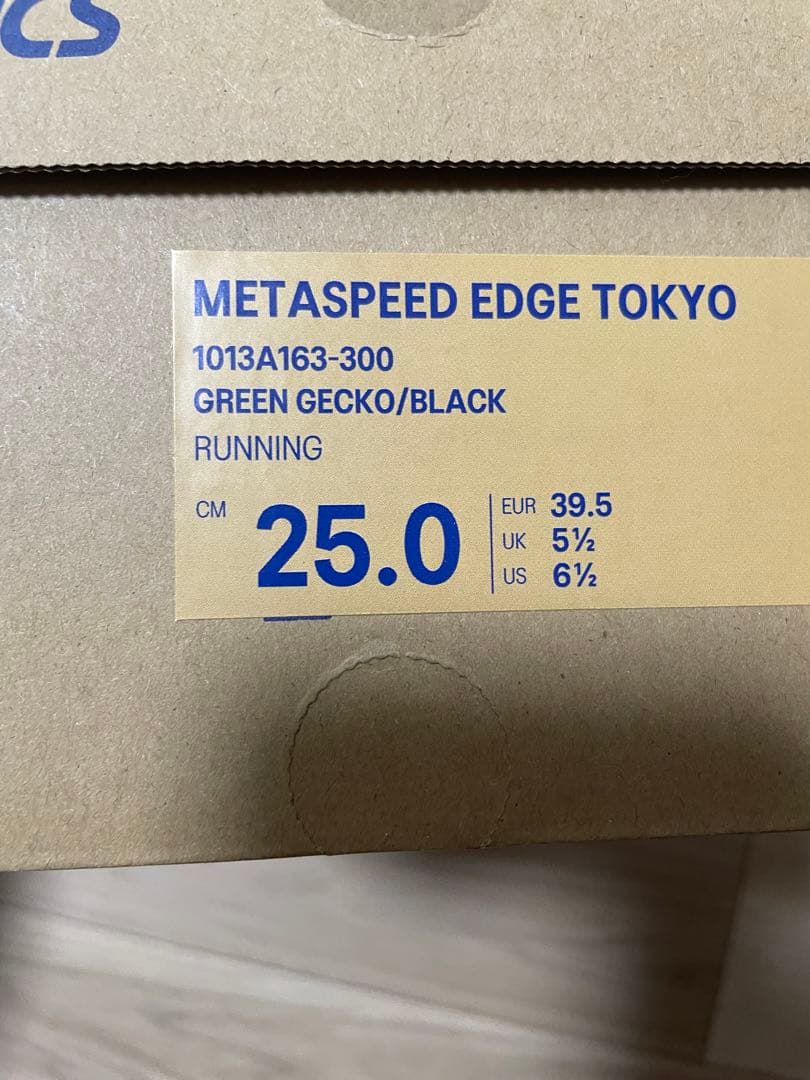 METASPEED EDGE TOKYO
1013A163-300
GREEN GECKO/BLACK
RUNNING
CM 25.0
EUR 39.5
UK 5½
US 6½